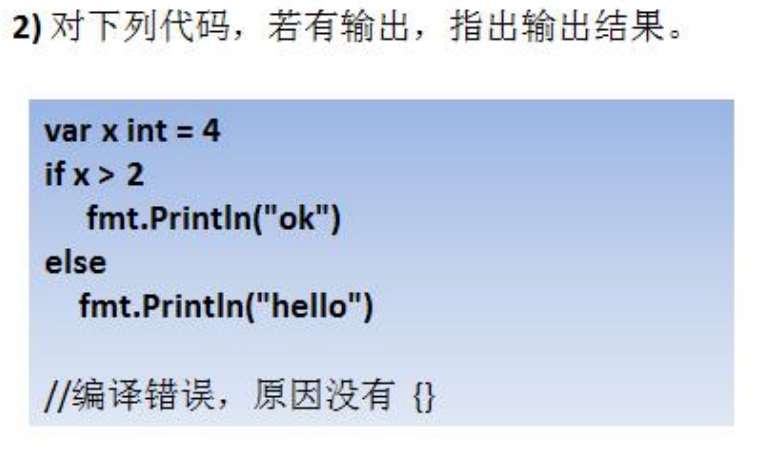 2) 对下列代码，若有输出，指出输出结果。
var x int = 4
if x > 2
fmt.Println("ok")
else
fmt.Println("hello")
//编译错误，原因没有 {}